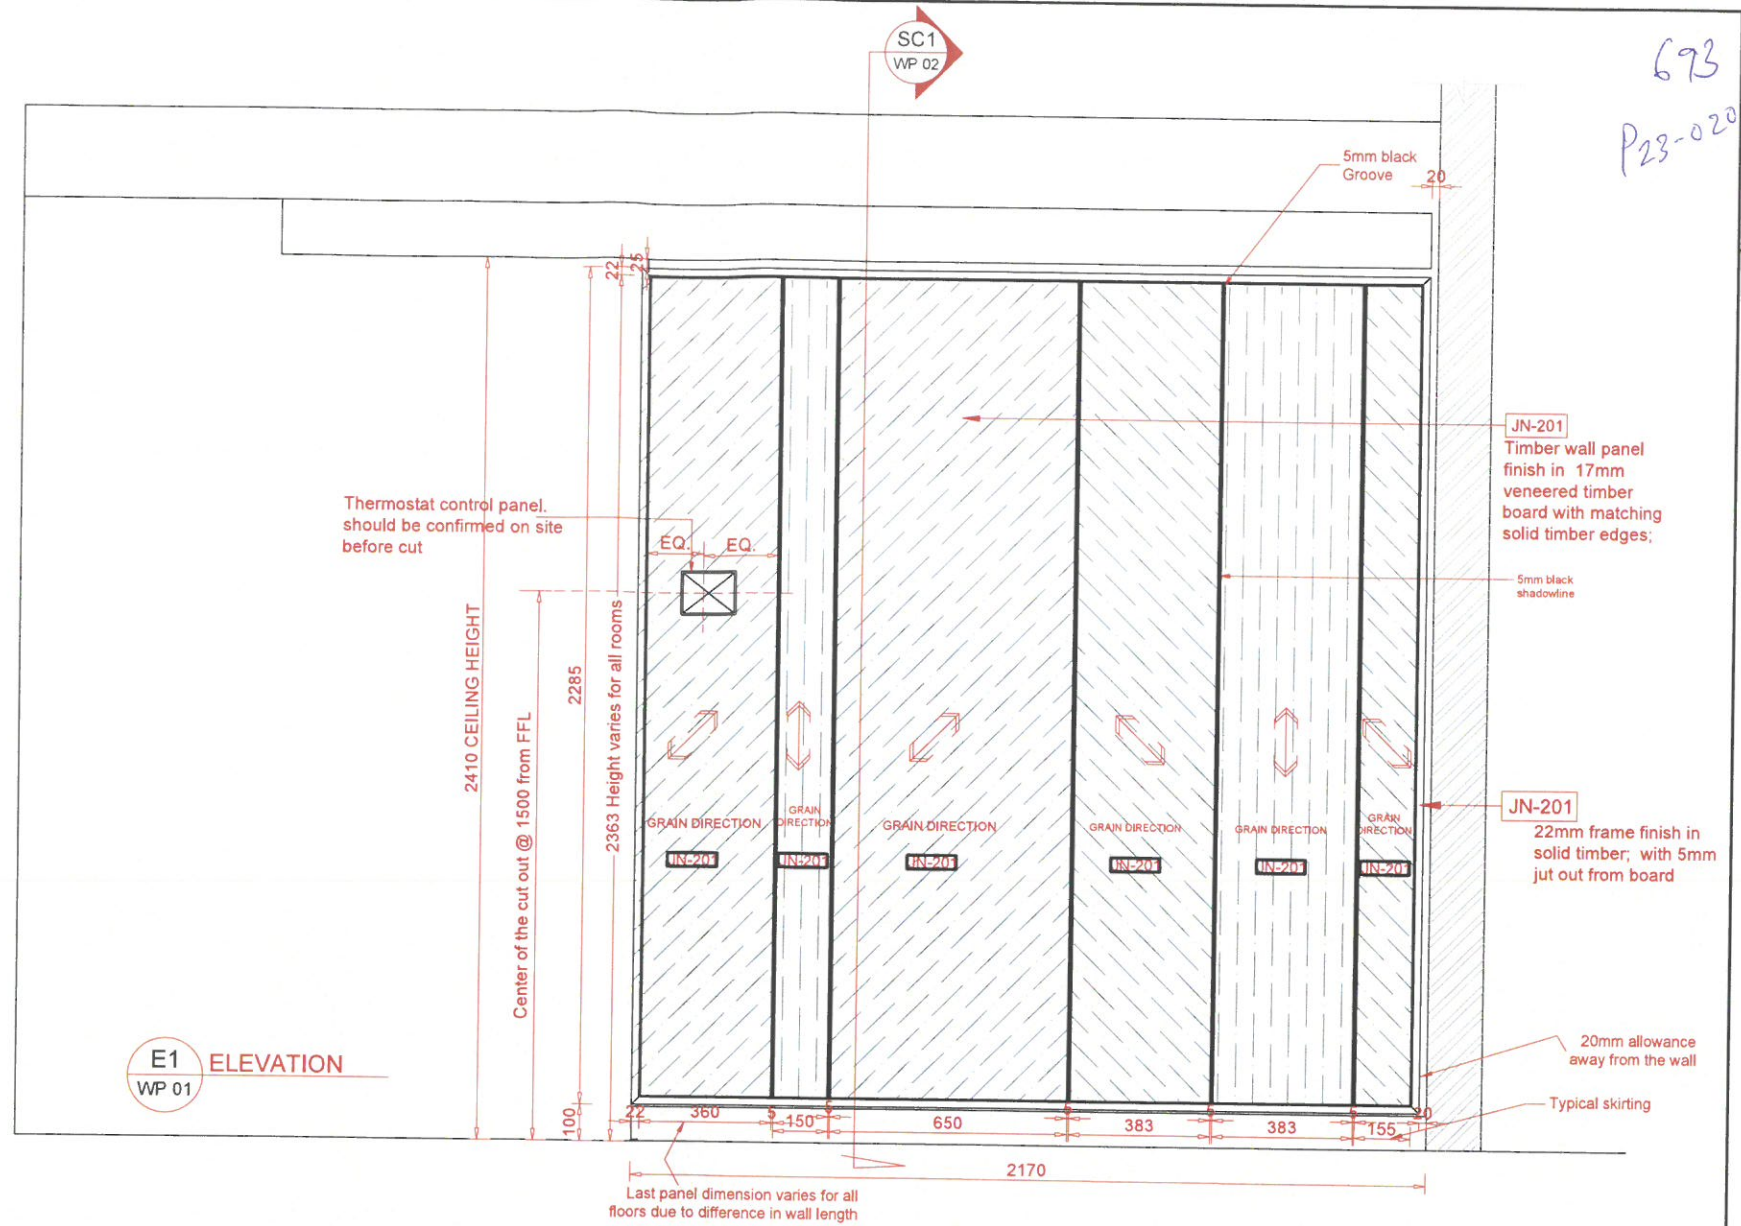 SC1
WP 02
693
P23-020
5mm black
Groove
20
22
25
JN-201
Timber wall panel
finish in 17mm
veneered timber
board with matching
solid timber edges;
Thermostat control panel.
should be confirmed on site
before cut
EQ. EQ.
5mm black
shadowline
2410 CEILING HEIGHT
Center of the cut out @ 1500 from FFL
2285
2363 Height varies for all rooms
GRAIN DIRECTION
GRAIN
DIRECTION
GRAIN DIRECTION
GRAIN DIRECTION
GRAIN DIRECTION
GRAIN
DIRECTION
JN-201 JN-201 JN-201 JN-201 JN-201 JN-201
JN-201
22mm frame finish in
solid timber; with 5mm
jut out from board
E1
WP 01
ELEVATION
20mm allowance
away from the wall
Typical skirting
100
22 360 5 150 650 383 383 155 20
2170
Last panel dimension varies for all
floors due to difference in wall length